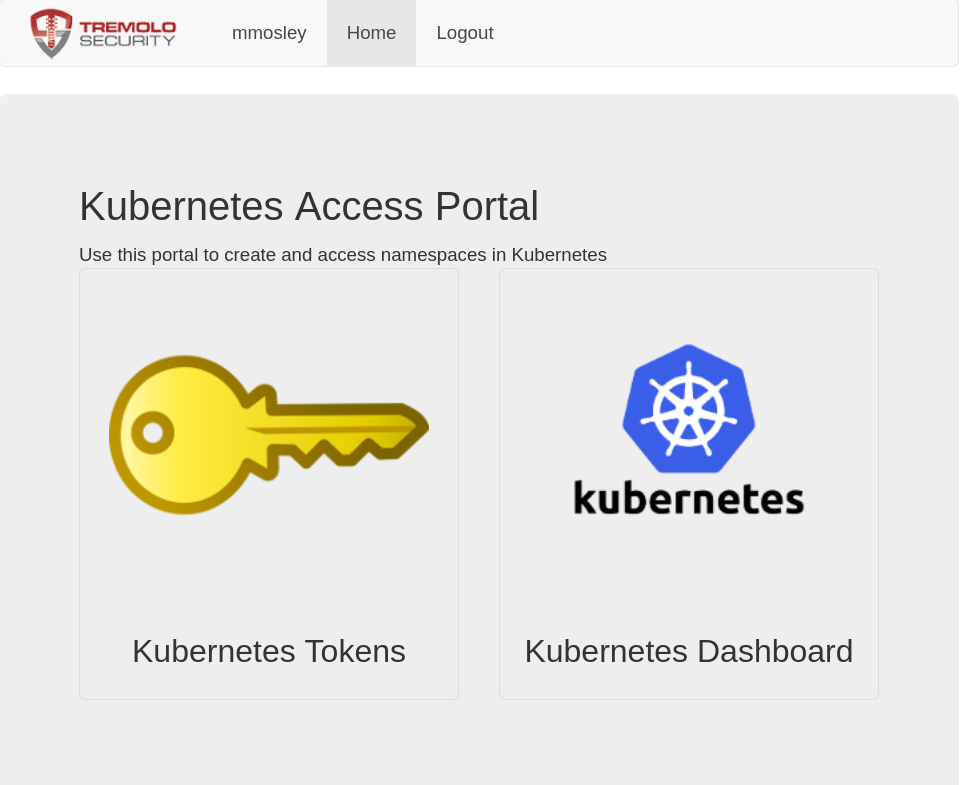 TREMOLO
SECURITY
mmosley
Home
Logout
Kubernetes Access Portal
Use this portal to create and access namespaces in Kubernetes
kubernetes
Kubernetes Tokens
Kubernetes Dashboard